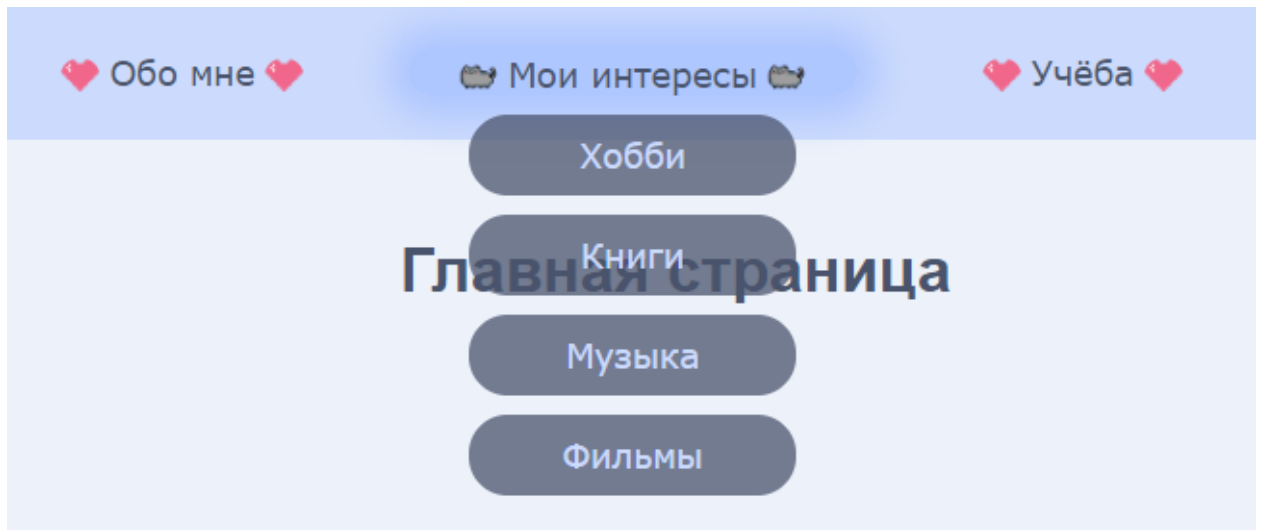 Обо мне Мои интересы Учёба
Хобби
Книги
Главная страница
Музыка
Фильмы